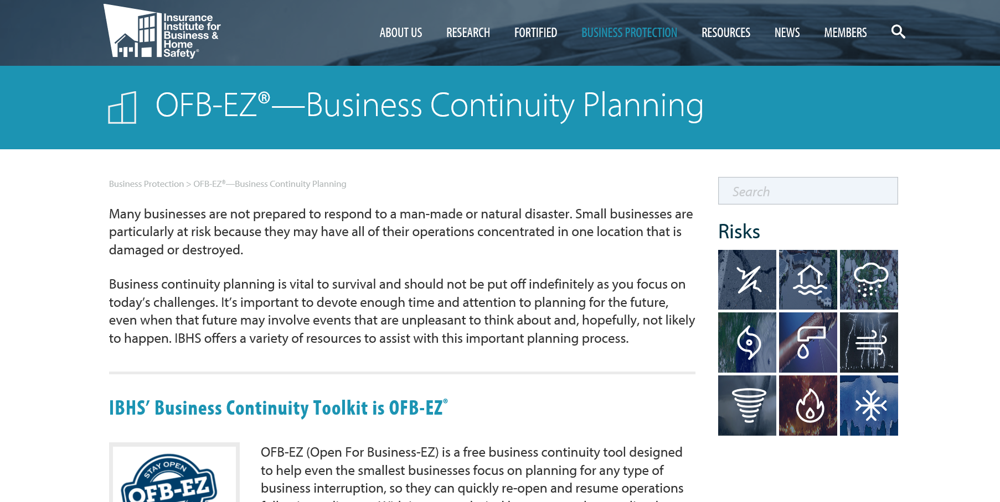 Insurance
Institute for
Business &
Home
Safety®
ABOUT US RESEARCH FORTIFIED BUSINESS PROTECTION RESOURCES NEWS MEMBERS
OFB-EZ®—Business Continuity Planning
Business Protection > OFB-EZ®—Business Continuity Planning
Search
Many businesses are not prepared to respond to a man-made or natural disaster. Small businesses are
particularly at risk because they may have all of their operations concentrated in one location that is
damaged or destroyed.
Risks
Business continuity planning is vital to survival and should not be put off indefinitely as you focus on
today’s challenges. It’s important to devote enough time and attention to planning for the future,
even when that future may involve events that are unpleasant to think about and, hopefully, not likely
to happen. IBHS offers a variety of resources to assist with this important planning process.
IBHS’ Business Continuity Toolkit is OFB-EZ®
STAY OPEN
OFB-EZ
OFB-EZ (Open For Business-EZ) is a free business continuity tool designed
to help even the smallest businesses focus on planning for any type of
business interruption, so they can quickly re-open and resume operations